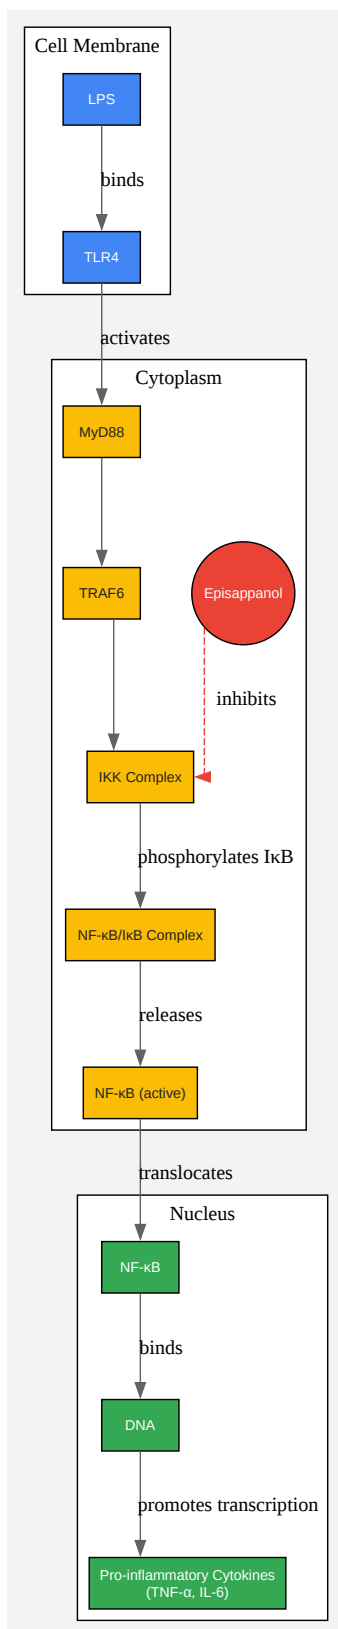 Cell Membrane
LPS
binds
TLR4
activates
Cytoplasm
MyD88
TRAF6
Episappanol
inhibits
IKK Complex
phosphorylates IκB
NF-κB/IκB Complex
releases
NF-κB (active)
translocates
Nucleus
NF-κB
binds
DNA
promotes transcription
Pro-inflammatory Cytokines
(TNF-α, IL-6)